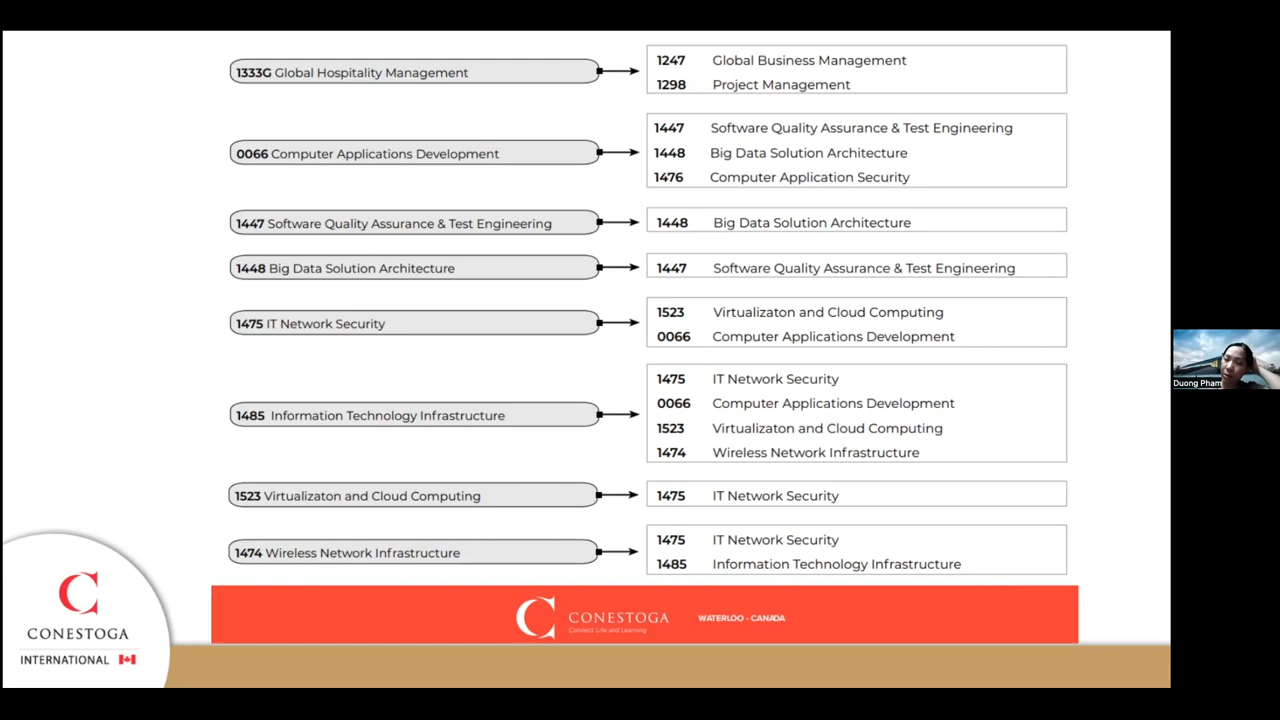 1333G Global Hospitality Management
1247 Global Business Management
1298 Project Management
0066 Computer Applications Development
1447 Software Quality Assurance & Test Engineering
1448 Big Data Solution Architecture
1476 Computer Application Security
1447 Software Quality Assurance & Test Engineering
1448 Big Data Solution Architecture
1448 Big Data Solution Architecture
1447 Software Quality Assurance & Test Engineering
1475 IT Network Security
1523 Virtualizaton and Cloud Computing
0066 Computer Applications Development
1485 Information Technology Infrastructure
1475 IT Network Security
0066 Computer Applications Development
1523 Virtualizaton and Cloud Computing
1474 Wireless Network Infrastructure
1523 Virtualizaton and Cloud Computing
1475 IT Network Security
1474 Wireless Network Infrastructure
1475 IT Network Security
1485 Information Technology Infrastructure
CONESTOGA
Connect Life and Learning
WATERLOO - CANADA
CONESTOGA
INTERNATIONAL
Duong Pham